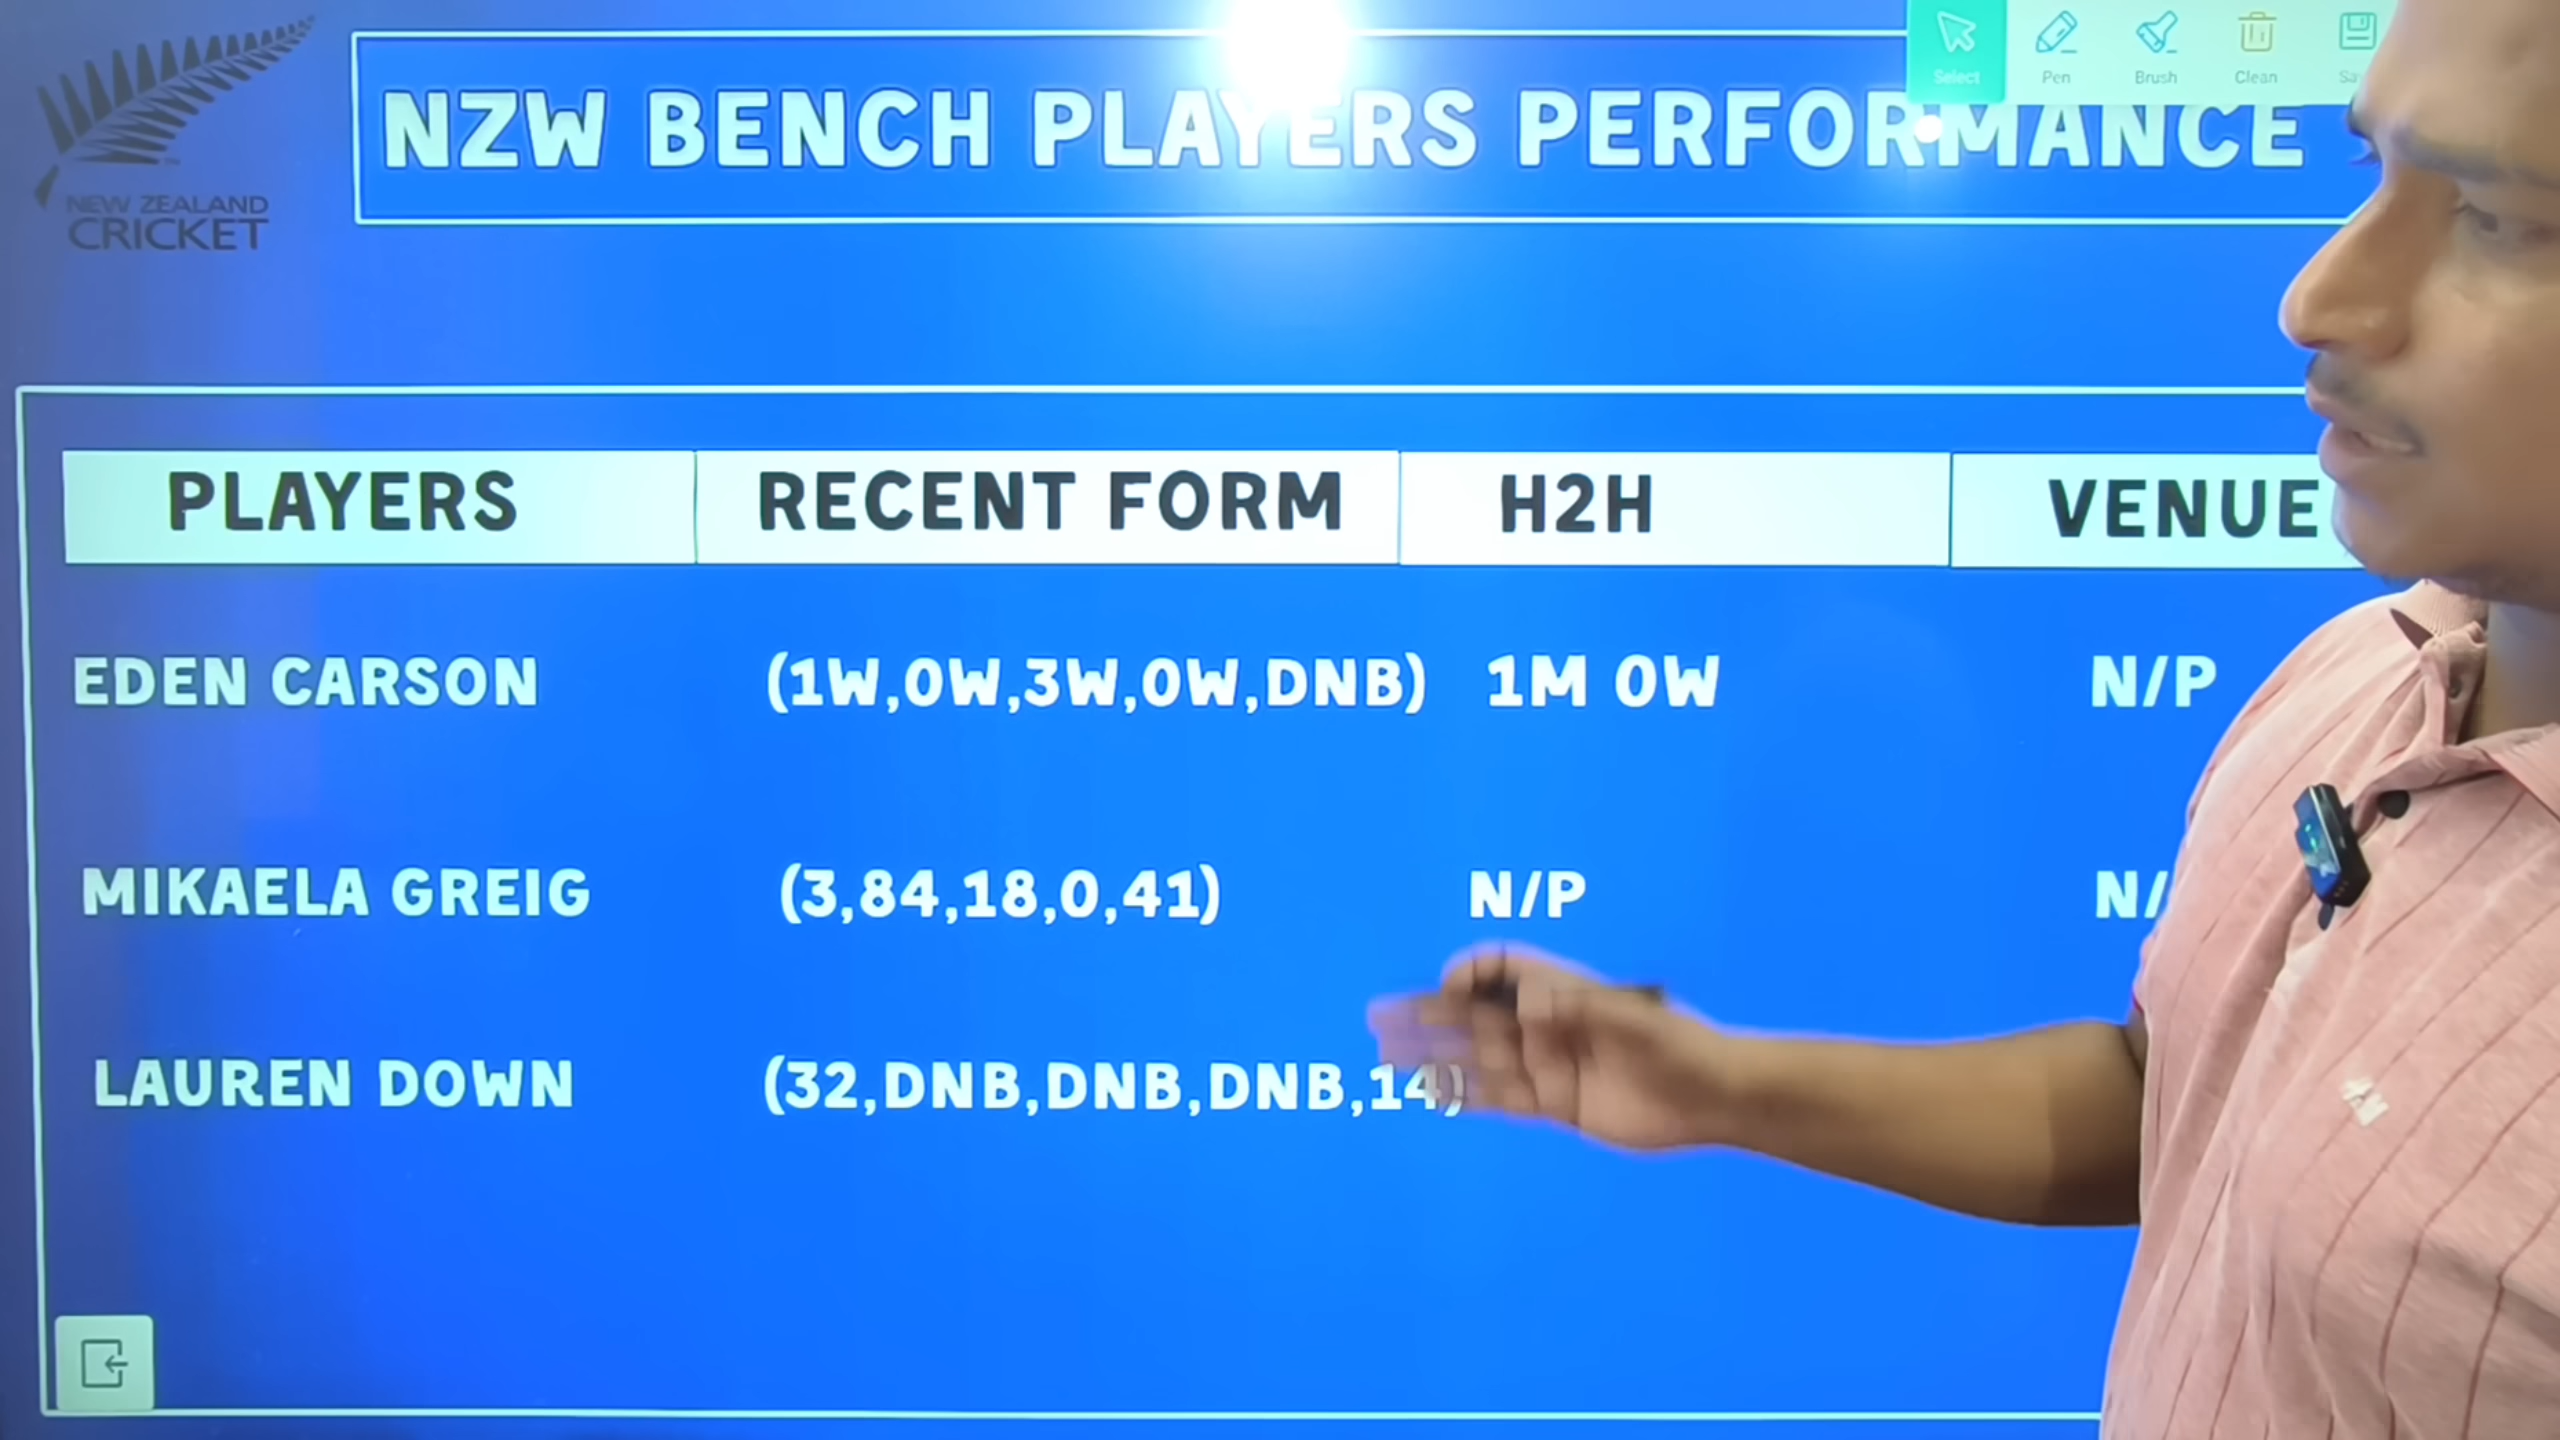 NEW ZEALAND
CRICKET
NZW BENCH PLAYERS PERFORMANCE
Select Pen Brush Clean
PLAYERS RECENT FORM H2H VENUE
EDEN CARSON (1W,0W,3W,0W,DNB) 1M 0W N/P
MIKAELA GREIG (3,84,18,0,41) N/P N/
LAUREN DOWN (32,DNB,DNB,DNB,14)